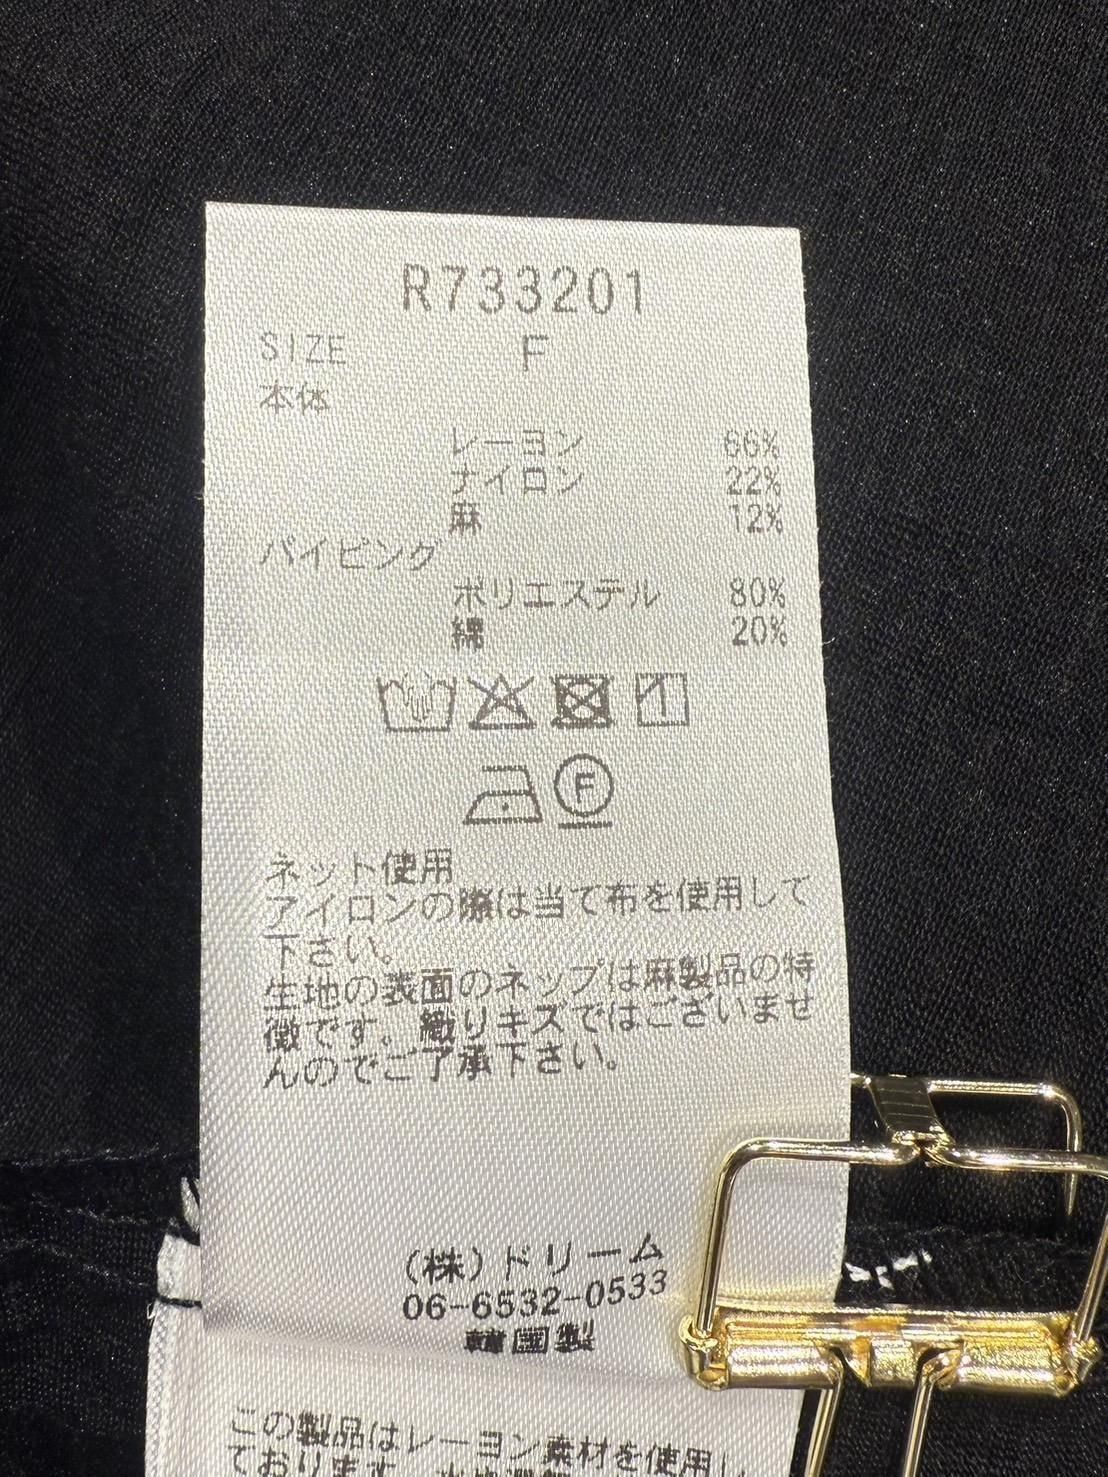 R733201
SIZE F
本体
レーヨン 66%
ナイロン 22%
麻 12%
パイピング
ポリエステル 80%
綿 20%
F
ネット使用
アイロンの際は当て布を使用して
下さい。
生地の表面のネップは麻製品の特
徴です。織りキズではございませ
んのでご了承下さい。
(株)ドリーム
06-6532-0533
韓国製
この製品はレーヨン素材を使用し
ております。